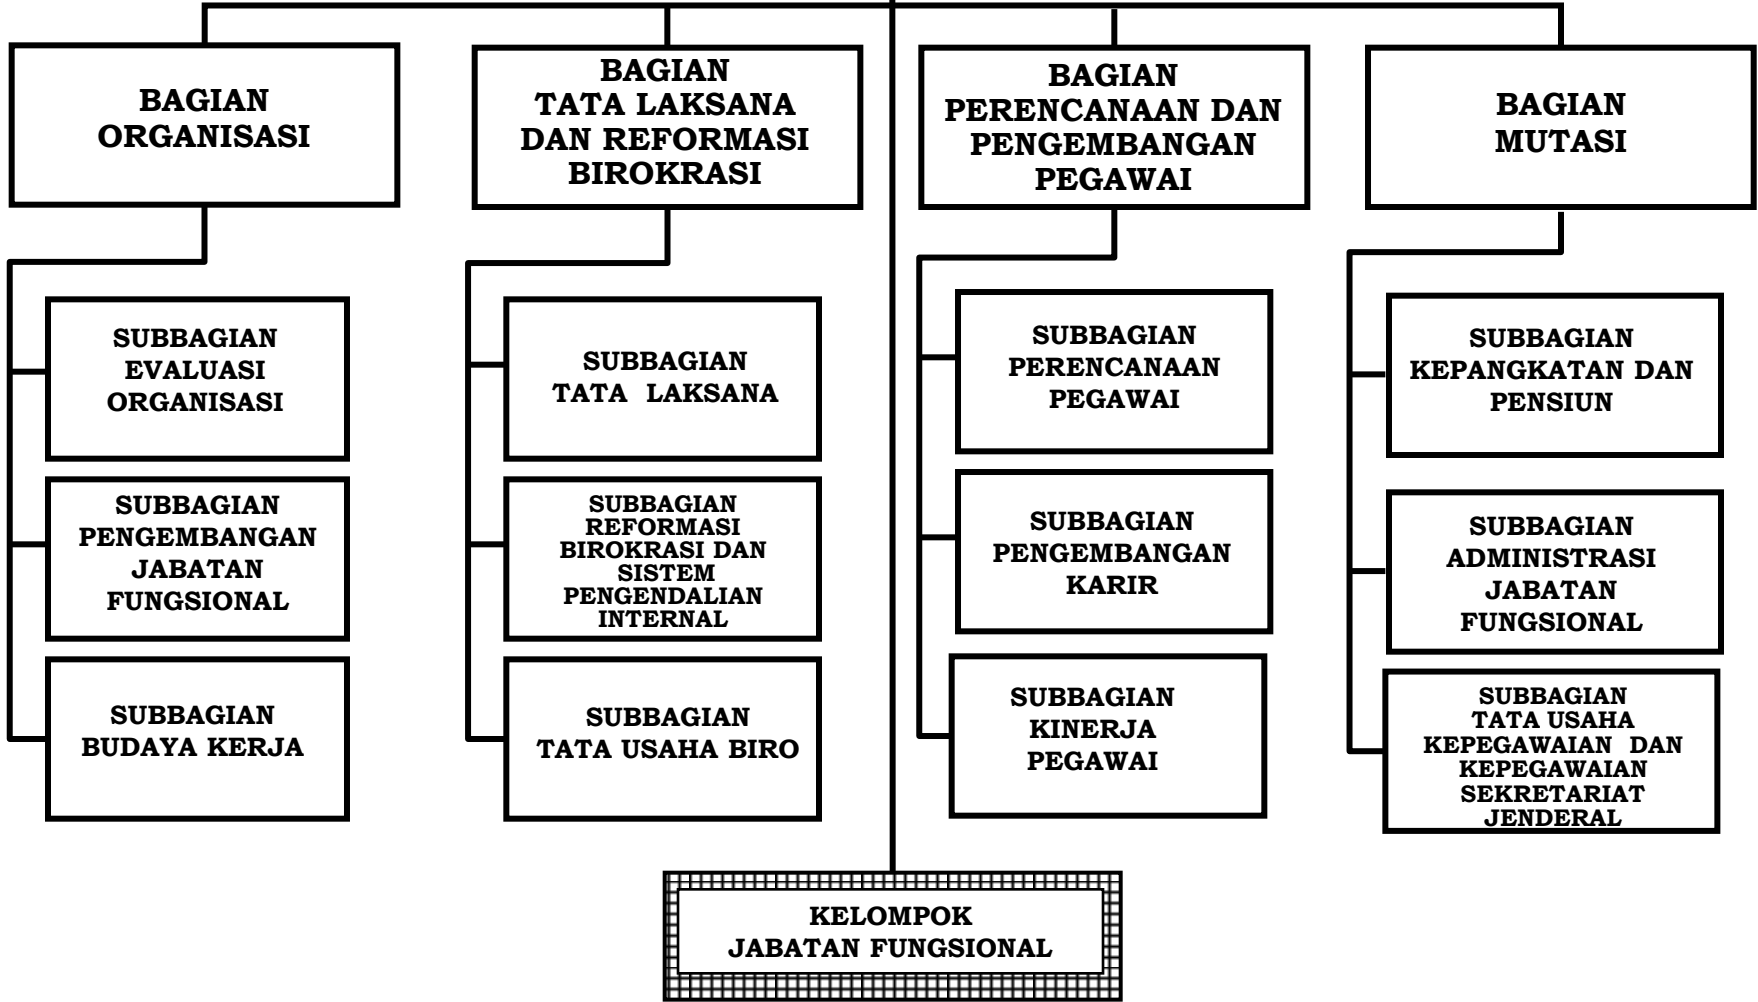 BAGIAN
ORGANISASI
BAGIAN
TATA LAKSANA
DAN REFORMASI
BIROKRASI
BAGIAN
PERENCANAAN DAN
PENGEMBANGAN
PEGAWAI
BAGIAN
MUTASI
SUBBAGIAN
EVALUASI
ORGANISASI
SUBBAGIAN
PENGEMBANGAN
JABATAN
FUNGSIONAL
SUBBAGIAN
BUDAYA KERJA
SUBBAGIAN
TATA LAKSANA
SUBBAGIAN
REFORMASI
BIROKRASI DAN
SISTEM
PENGENDALIAN
INTERNAL
SUBBAGIAN
TATA USAHA BIRO
SUBBAGIAN
PERENCANAAN
PEGAWAI
SUBBAGIAN
PENGEMBANGAN
KARIR
SUBBAGIAN
KINERJA
PEGAWAI
SUBBAGIAN
KEPANGKATAN DAN
PENSIUN
SUBBAGIAN
ADMINISTRASI
JABATAN
FUNGSIONAL
SUBBAGIAN
TATA USAHA
KEPEGAWAIAN DAN
KEPEGAWAIAN
SEKRETARIAT
JENDERAL
KELOMPOK
JABATAN FUNGSIONAL